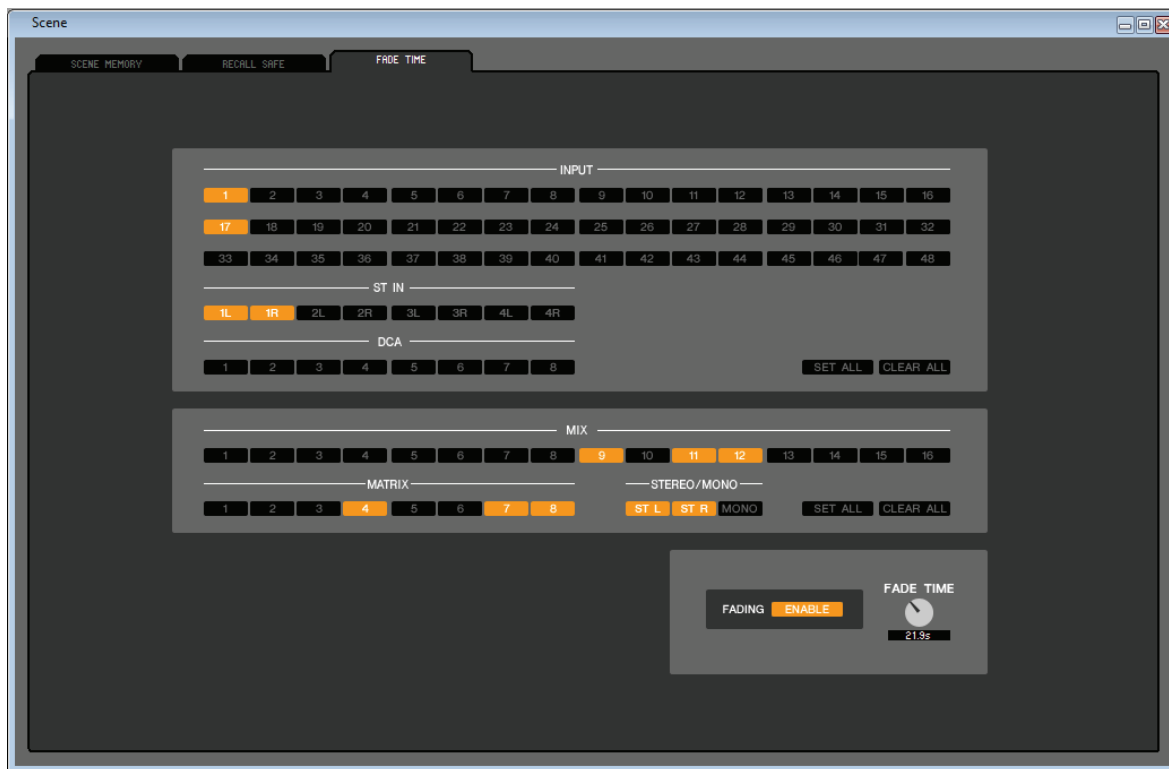 Scene
SCENE MEMORY RECALL SAFE FADE TIME
INPUT
1 2 3 4 5 6 7 8 9 10 11 12 13 14 15 16
17 18 19 20 21 22 23 24 25 26 27 28 29 30 31 32
33 34 35 36 37 38 39 40 41 42 43 44 45 46 47 48
ST IN
1L 1R 2L 2R 3L 3R 4L 4R
DCA
1 2 3 4 5 6 7 8 SET ALL CLEAR ALL
MIX
1 2 3 4 5 6 7 8 9 10 11 12 13 14 15 16
MATRIX STEREO/MONO
1 2 3 4 5 6 7 8 ST L ST R MONO SET ALL CLEAR ALL
FADE TIME
FADING ENABLE
21.9s